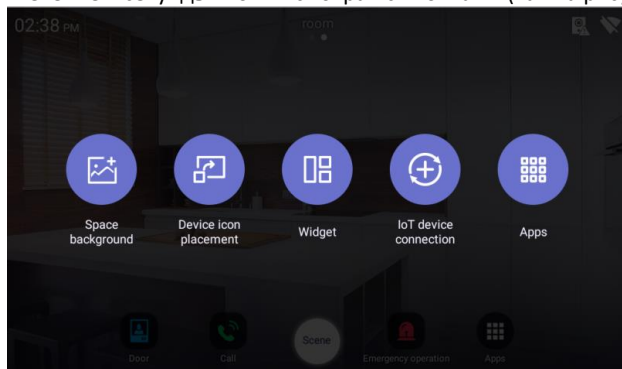 02:38 PM
room
Space
background
Device icon
placement
Widget
IoT device
connection
Apps
Door
Call
Scene
Emergency operation
Apps